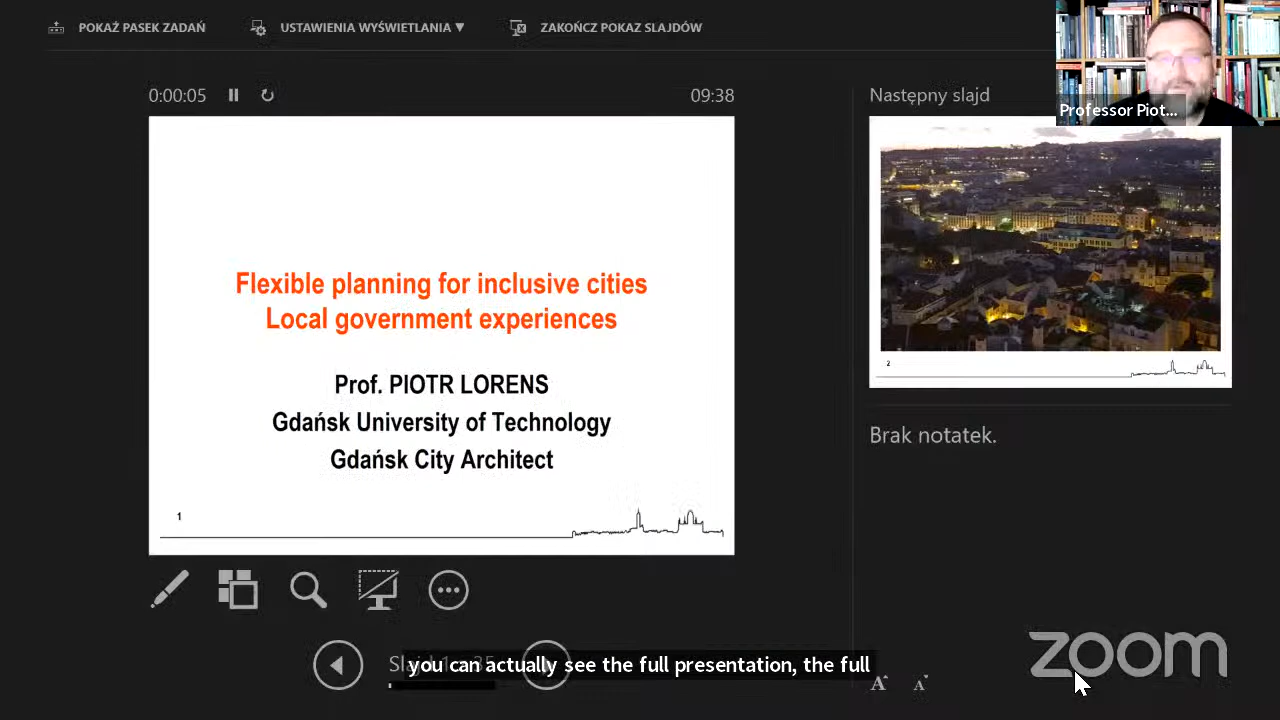 POKAŻ PASEK ZADAŃ
USTAWIENIA WYŚWIETLANIA ▼
ZAKOŃCZ POKAZ SLAJDÓW
0:00:05
09:38
Następny slajd
Professor Piot...
Flexible planning for inclusive cities
Local government experiences
Prof. PIOTR LORENS
Gdańsk University of Technology
Gdańsk City Architect
1
2
Brak notatek.
you can actually see the full presentation, the full
A
A
zoom